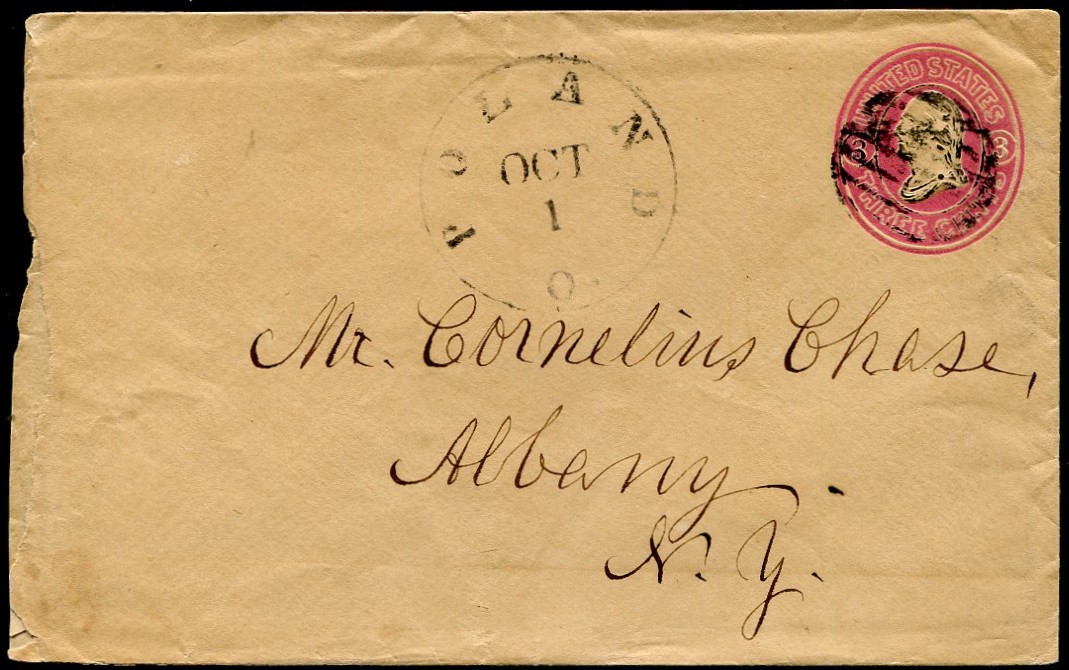 POLAND
OCT
1
O.
UNITED STATES
3 3
THREE CENTS
Mr. Cornelius Chase,
Albany.
N. Y.